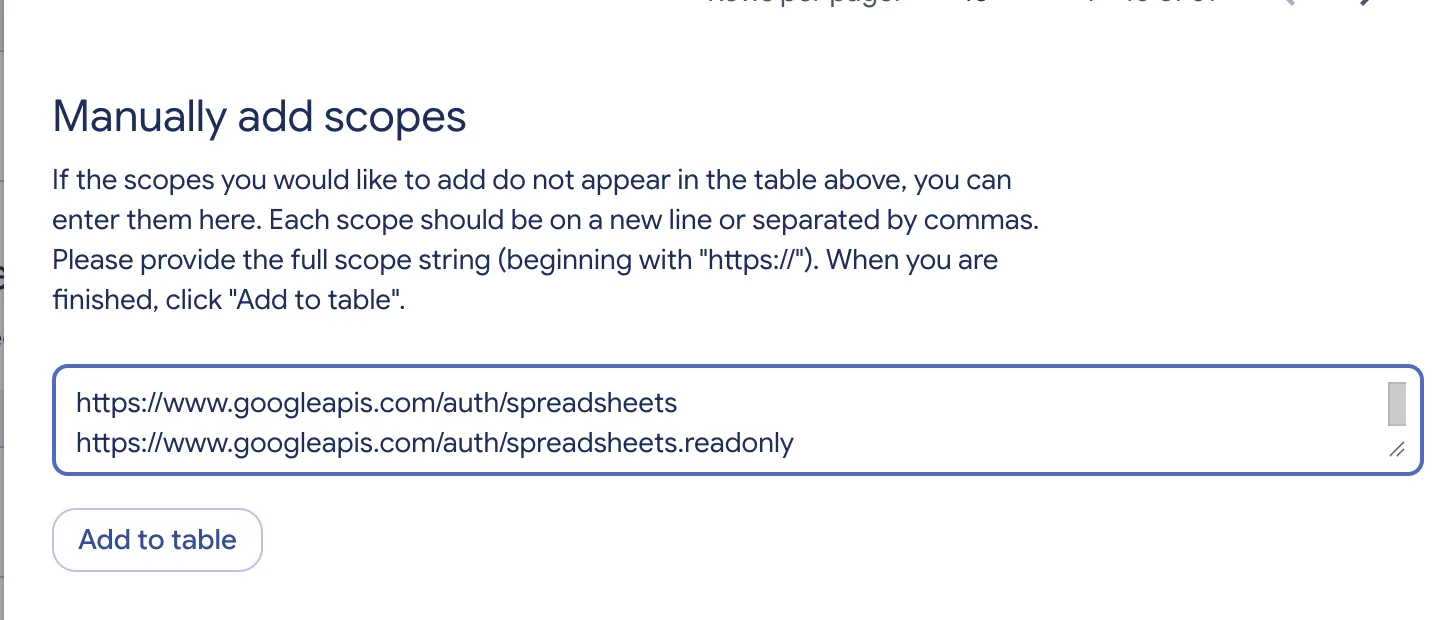 Manually add scopes
If the scopes you would like to add do not appear in the table above, you can
enter them here. Each scope should be on a new line or separated by commas.
Please provide the full scope string (beginning with "https://"). When you are
finished, click "Add to table".
https://www.googleapis.com/auth/spreadsheets
https://www.googleapis.com/auth/spreadsheets.readonly
Add to table